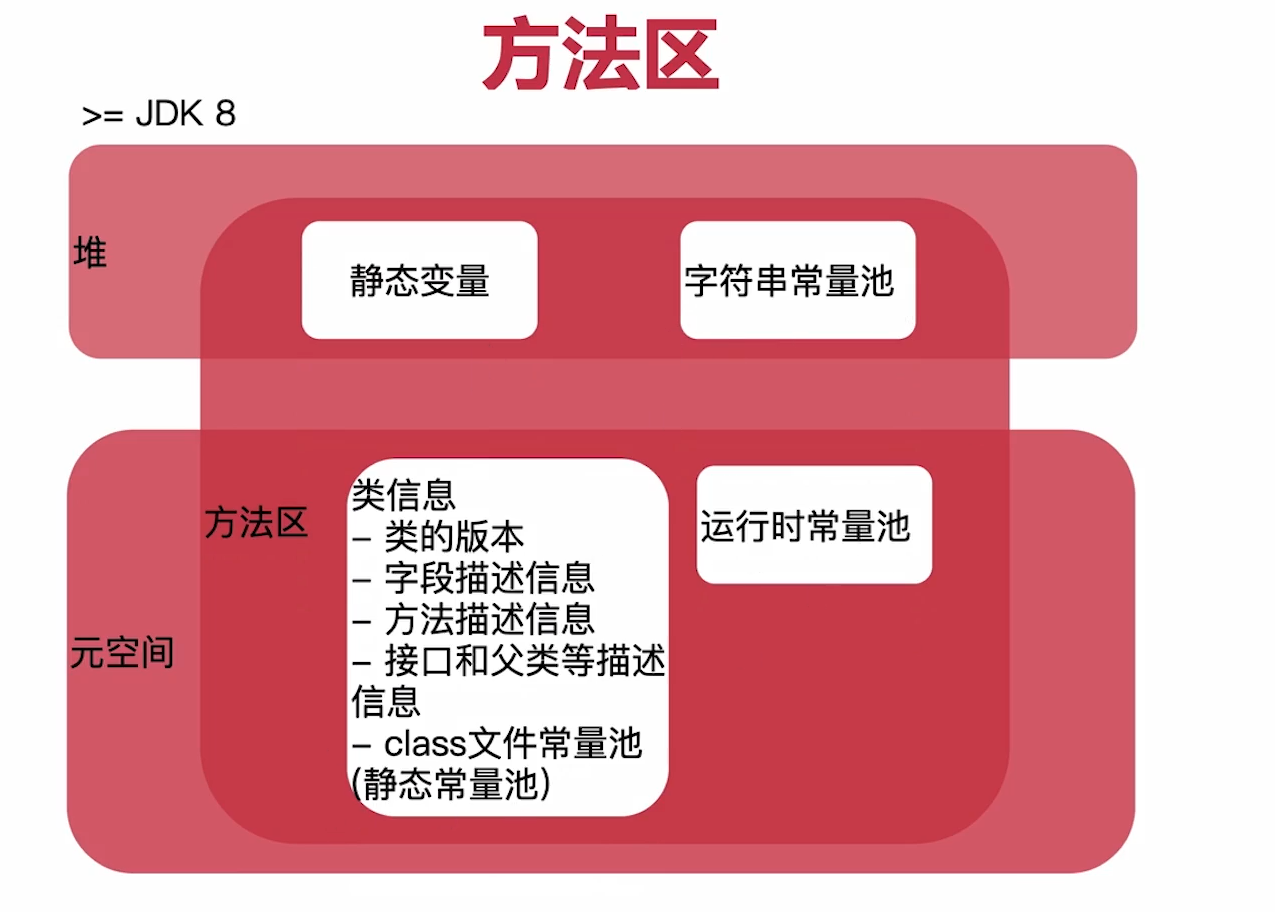 方法区
>= JDK 8
堆
静态变量
字符串常量池
方法区
类信息
- 类的版本
- 字段描述信息
- 方法描述信息
- 接口和父类等描述
信息
- class文件常量池
(静态常量池)
运行时常量池
元空间